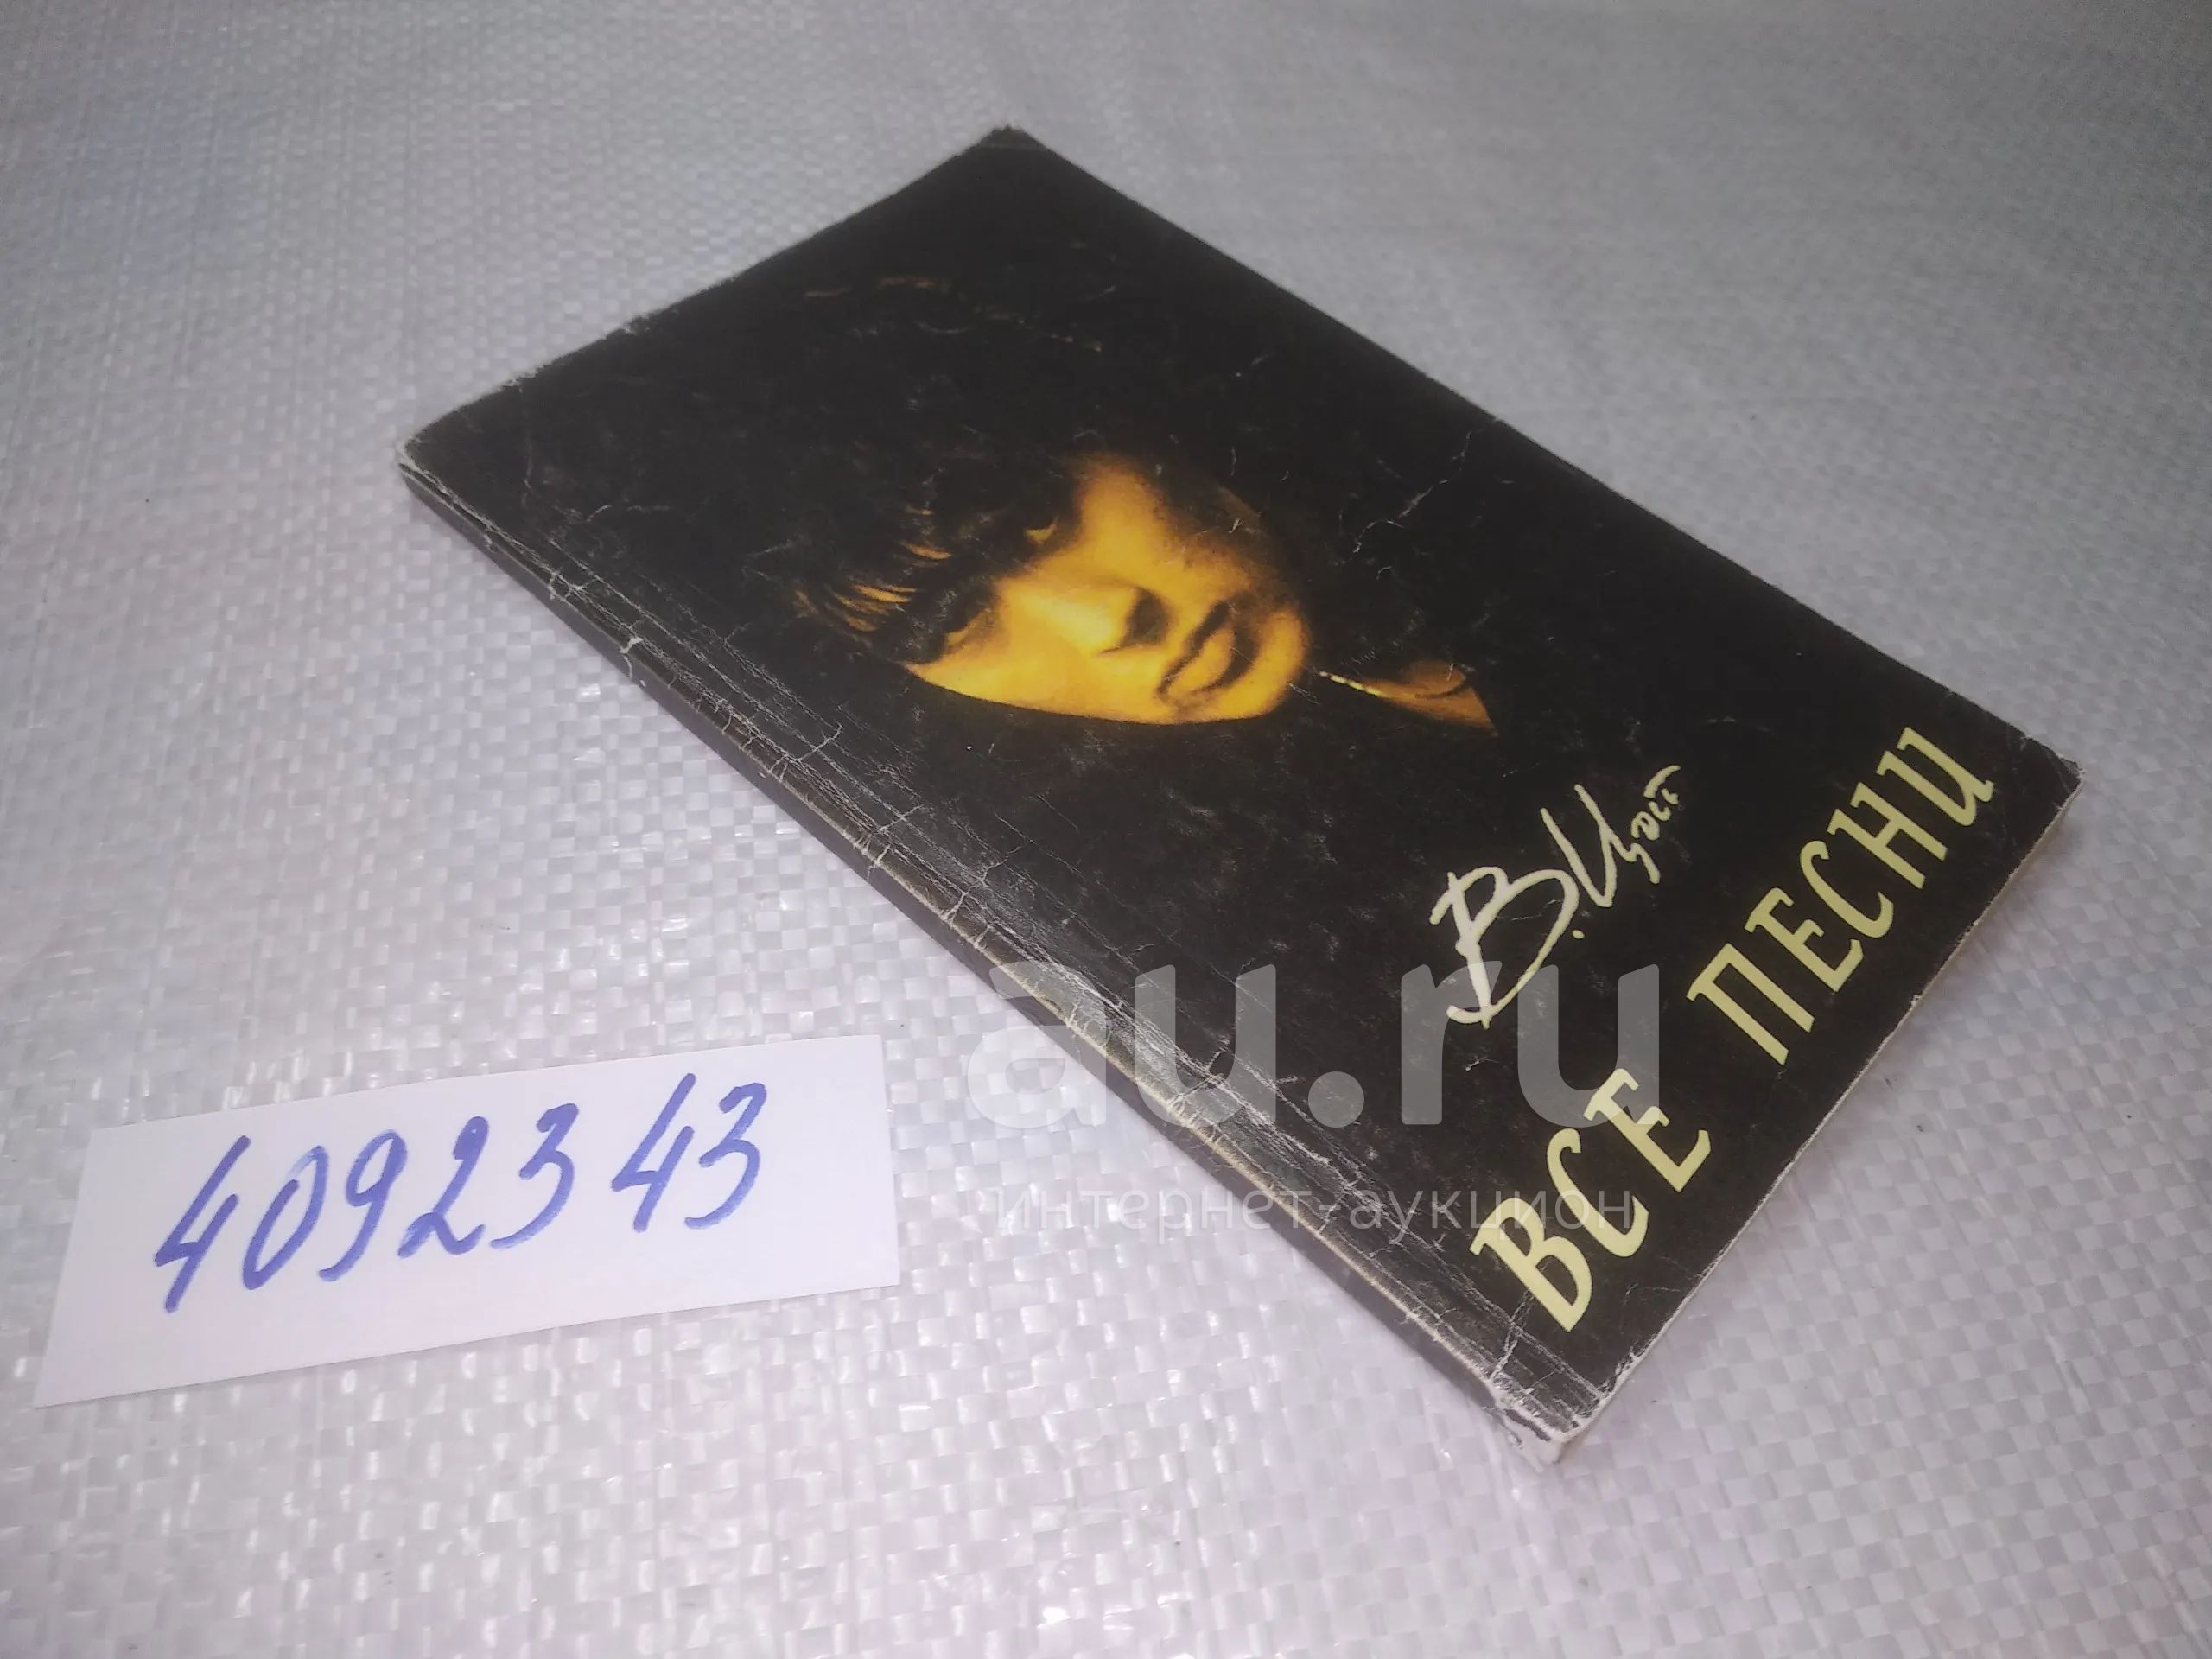 В. Цой
ВСЕ ПЕСНИ
4092343
au.ru
интернет-аукцион